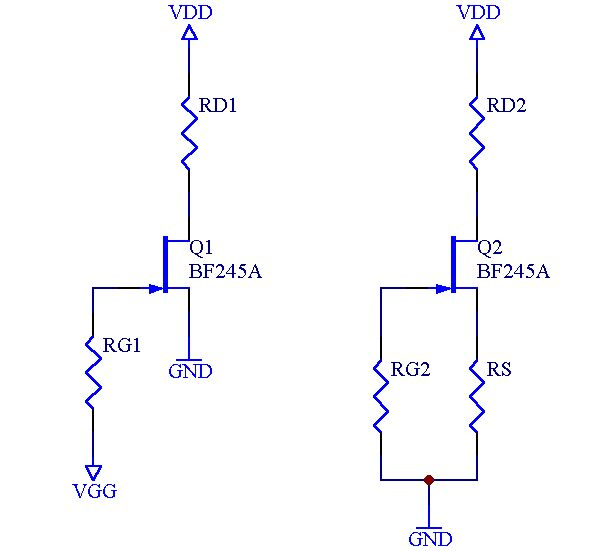 VDD
VDD
RD1
RD2
Q1
BF245A
Q2
BF245A
RG1
GND
RG2
RS
VGG
GND